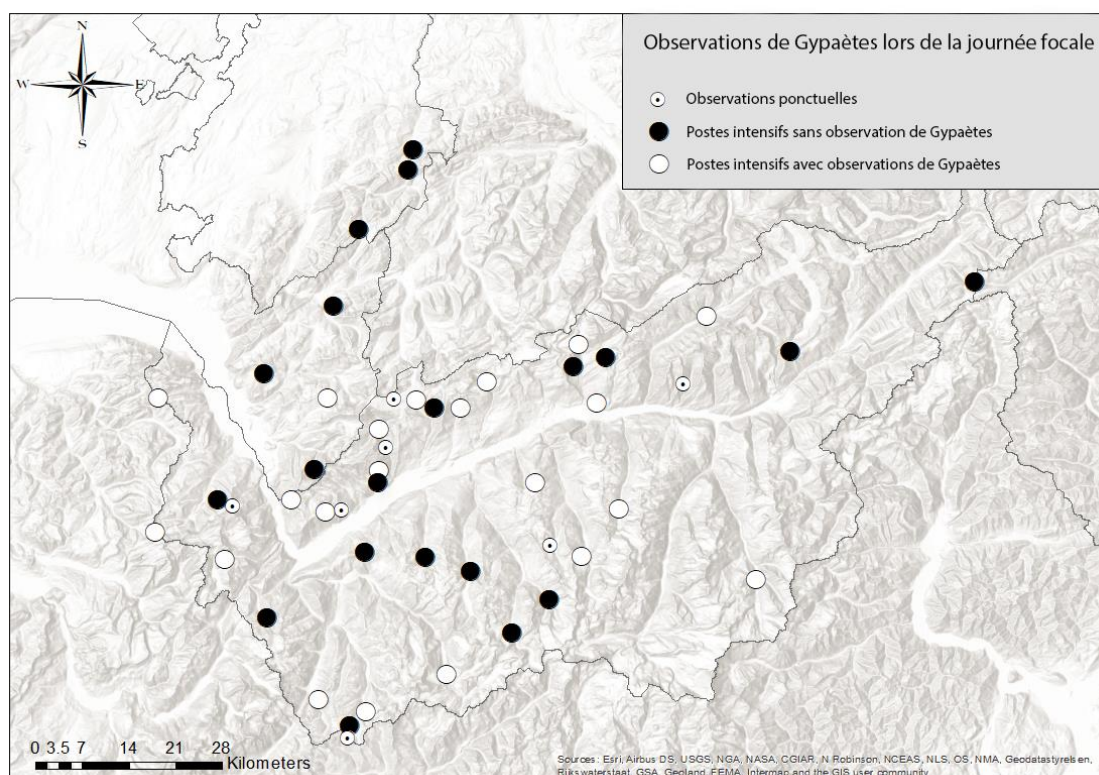 Observations de Gypaètes lors de la journée focale
Observations ponctuelles
Postes intensifs sans observation de Gypaètes
Postes intensifs avec observations de Gypaètes
N
W E
S
0 3.5 7 14 21 28
Kilometers
Sources: Esri, Airbus DS, USGS, NGA, NASA, CGIAR, N Robinson, NCEAS, NLS, OS, NMA, Geodatastyrelsen,
Rijkswaterstaat, GSA, Geoland, FEMA, Intermap and the GIS user community